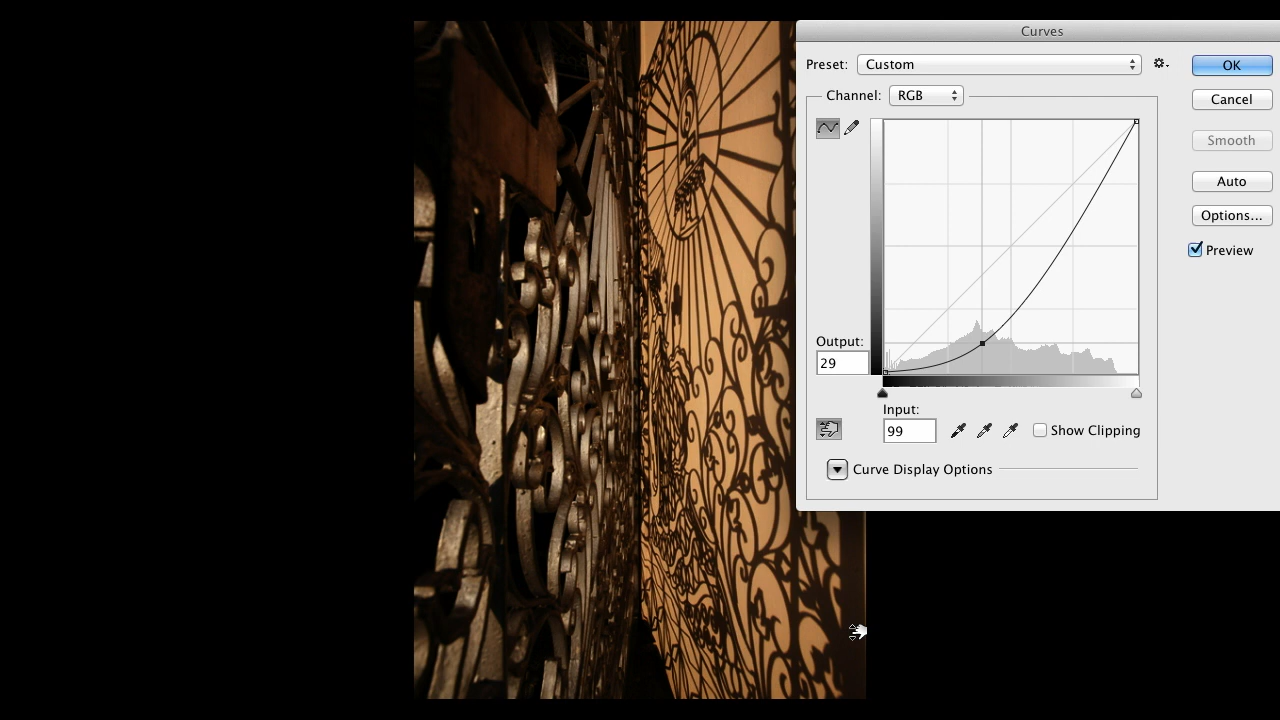 Curves
Preset: Custom
OK
Channel: RGB
Cancel
Smooth
Auto
Options...
Preview
Output:
29
Input:
99
Show Clipping
Curve Display Options